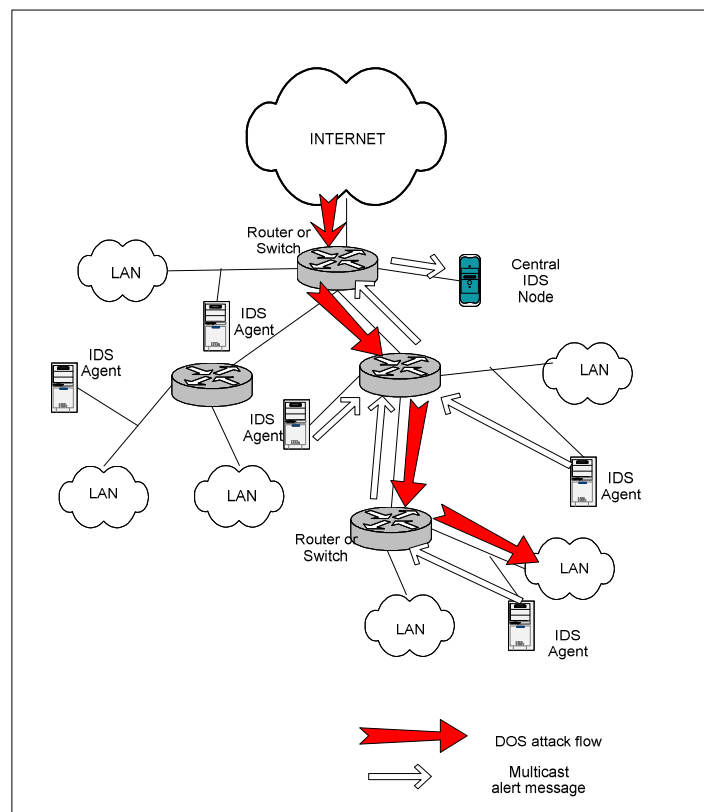 INTERNET
Router or
Switch
LAN
Central
IDS
Node
IDS
Agent
IDS
Agent
LAN
IDS
Agent
LAN
LAN
IDS
Agent
Router or
Switch
LAN
LAN
IDS
Agent
DOS attack flow
Multicast
alert message